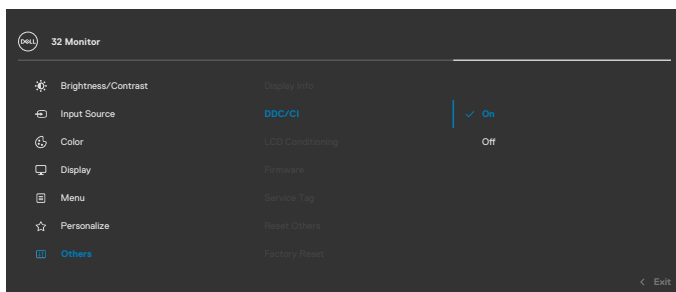 DELL
32 Monitor
Brightness/Contrast
Input Source
Color
Display
Menu
Personalize
Others
Display Info
DDC/CI
LCD Conditioning
Firmware
Service Tag
Reset Others
Factory Reset
On
Off
Exit